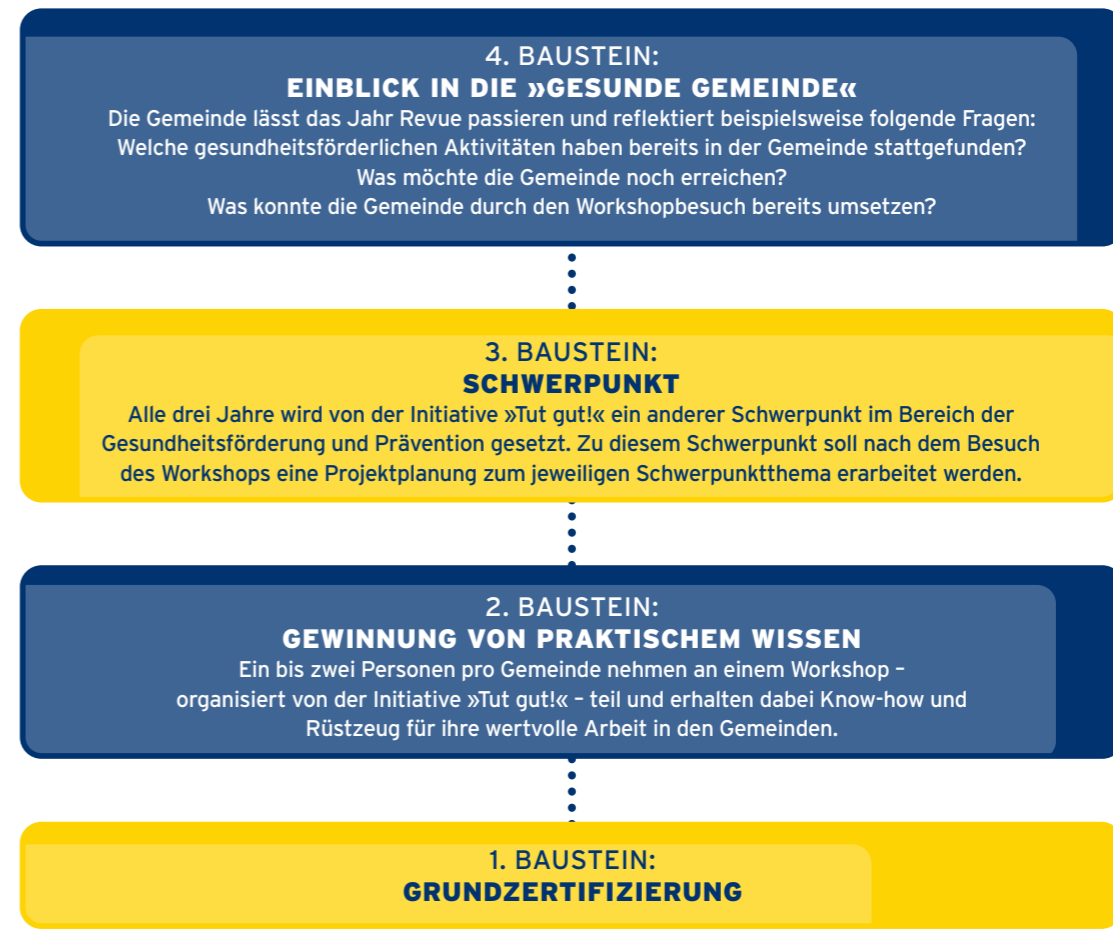 4. BAUSTEIN:
EINBLICK IN DIE »GESUNDE GEMEINDE«
Die Gemeinde lässt das Jahr Revue passieren und reflektiert beispielsweise folgende Fragen:
Welche gesundheitsförderlichen Aktivitäten haben bereits in der Gemeinde stattgefunden?
Was möchte die Gemeinde noch erreichen?
Was konnte die Gemeinde durch den Workshopbesuch bereits umsetzen?
3. BAUSTEIN:
SCHWERPUNKT
Alle drei Jahre wird von der Initiative »Tut gut!« ein anderer Schwerpunkt im Bereich der
Gesundheitsförderung und Prävention gesetzt. Zu diesem Schwerpunkt soll nach dem Besuch
des Workshops eine Projektplanung zum jeweiligen Schwerpunktthema erarbeitet werden.
2. BAUSTEIN:
GEWINNUNG VON PRAKTISCHEM WISSEN
Ein bis zwei Personen pro Gemeinde nehmen an einem Workshop –
organisiert von der Initiative »Tut gut!« – teil und erhalten dabei Know-how und
Rüstzeug für ihre wertvolle Arbeit in den Gemeinden.
1. BAUSTEIN:
GRUNDZERTIFIZIERUNG